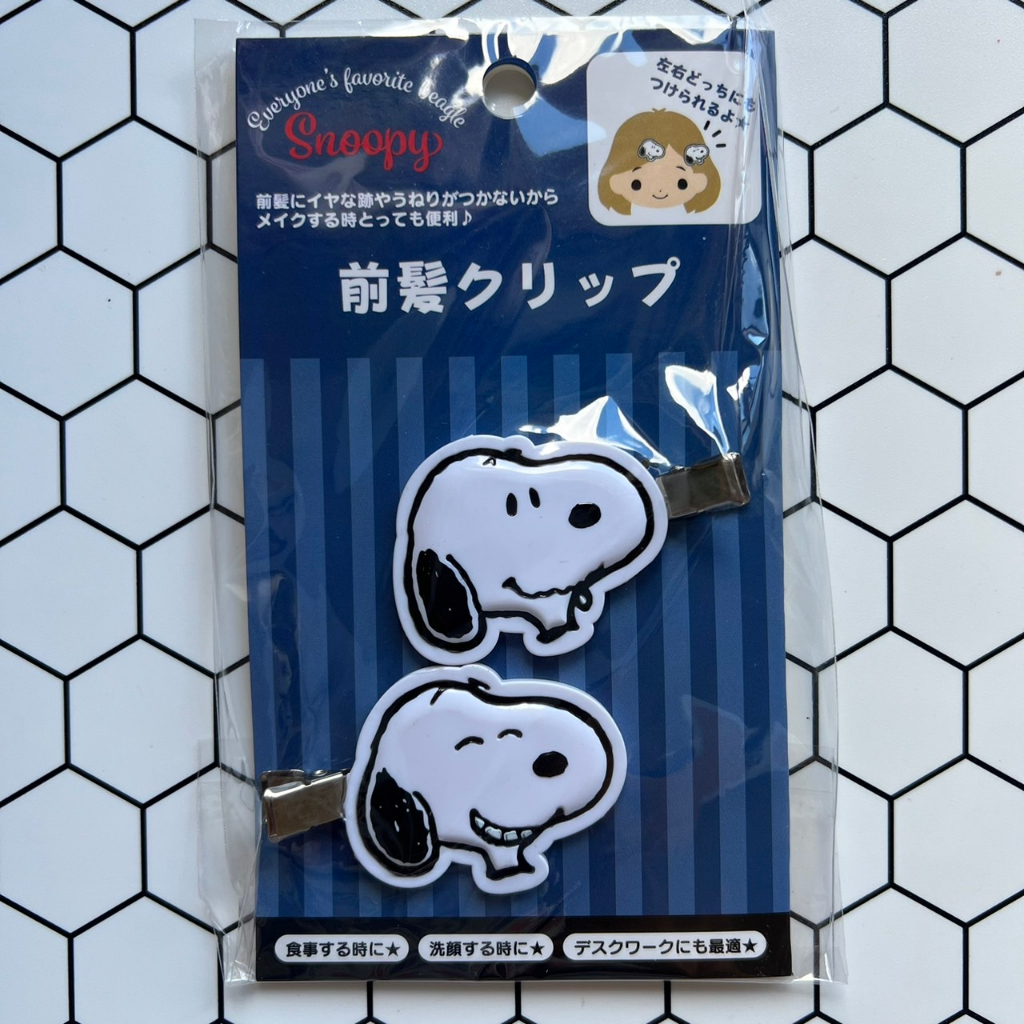 Everyone's favorite beagle
Snoopy
左右どっちにも
つけられるよ★
前髪にイヤな跡やうねりがつかないから
メイクする時とっても便利♪
前髪クリップ
食事する時に★
洗顔する時に★
デスクワークにも最適★